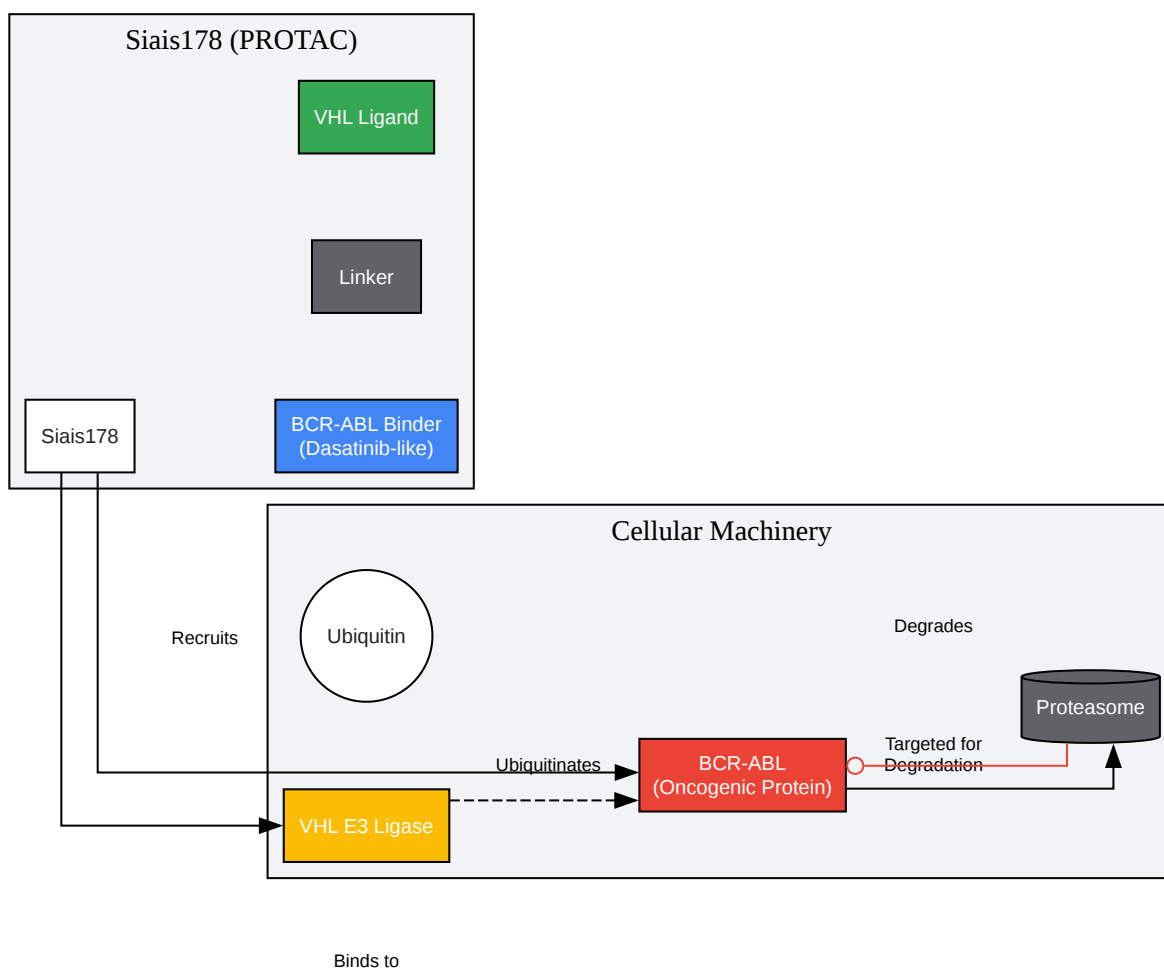 Siais178 (PROTAC)
VHL Ligand
Linker
Siais178
BCR-ABL Binder
(Dasatinib-like)
Cellular Machinery
Ubiquitin
Recruits
Degrades
Proteasome
Ubiquitinates
BCR-ABL
(Oncogenic Protein)
Targeted for
Degradation
VHL E3 Ligase
Binds to